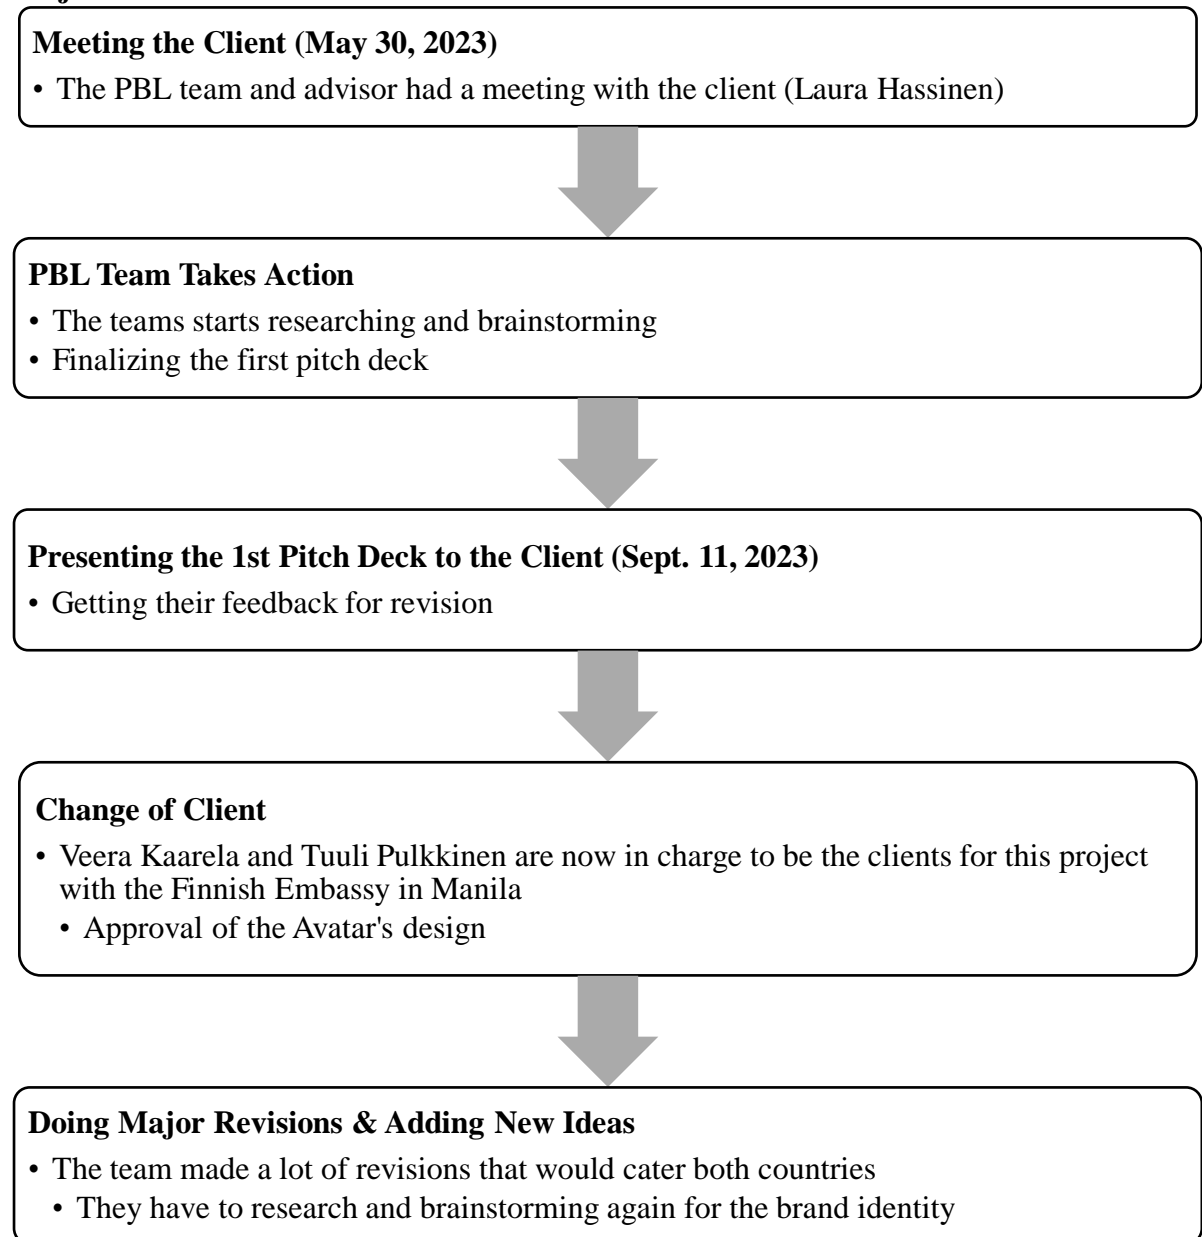 Meeting the Client (May 30, 2023)
• The PBL team and advisor had a meeting with the client (Laura Hassinen)
PBL Team Takes Action
• The teams starts researching and brainstorming
• Finalizing the first pitch deck
Presenting the 1st Pitch Deck to the Client (Sept. 11, 2023)
• Getting their feedback for revision
Change of Client
• Veera Kaarela and Tuuli Pulkkinen are now in charge to be the clients for this project
with the Finnish Embassy in Manila
• Approval of the Avatar's design
Doing Major Revisions & Adding New Ideas
• The team made a lot of revisions that would cater both countries
• They have to research and brainstorming again for the brand identity